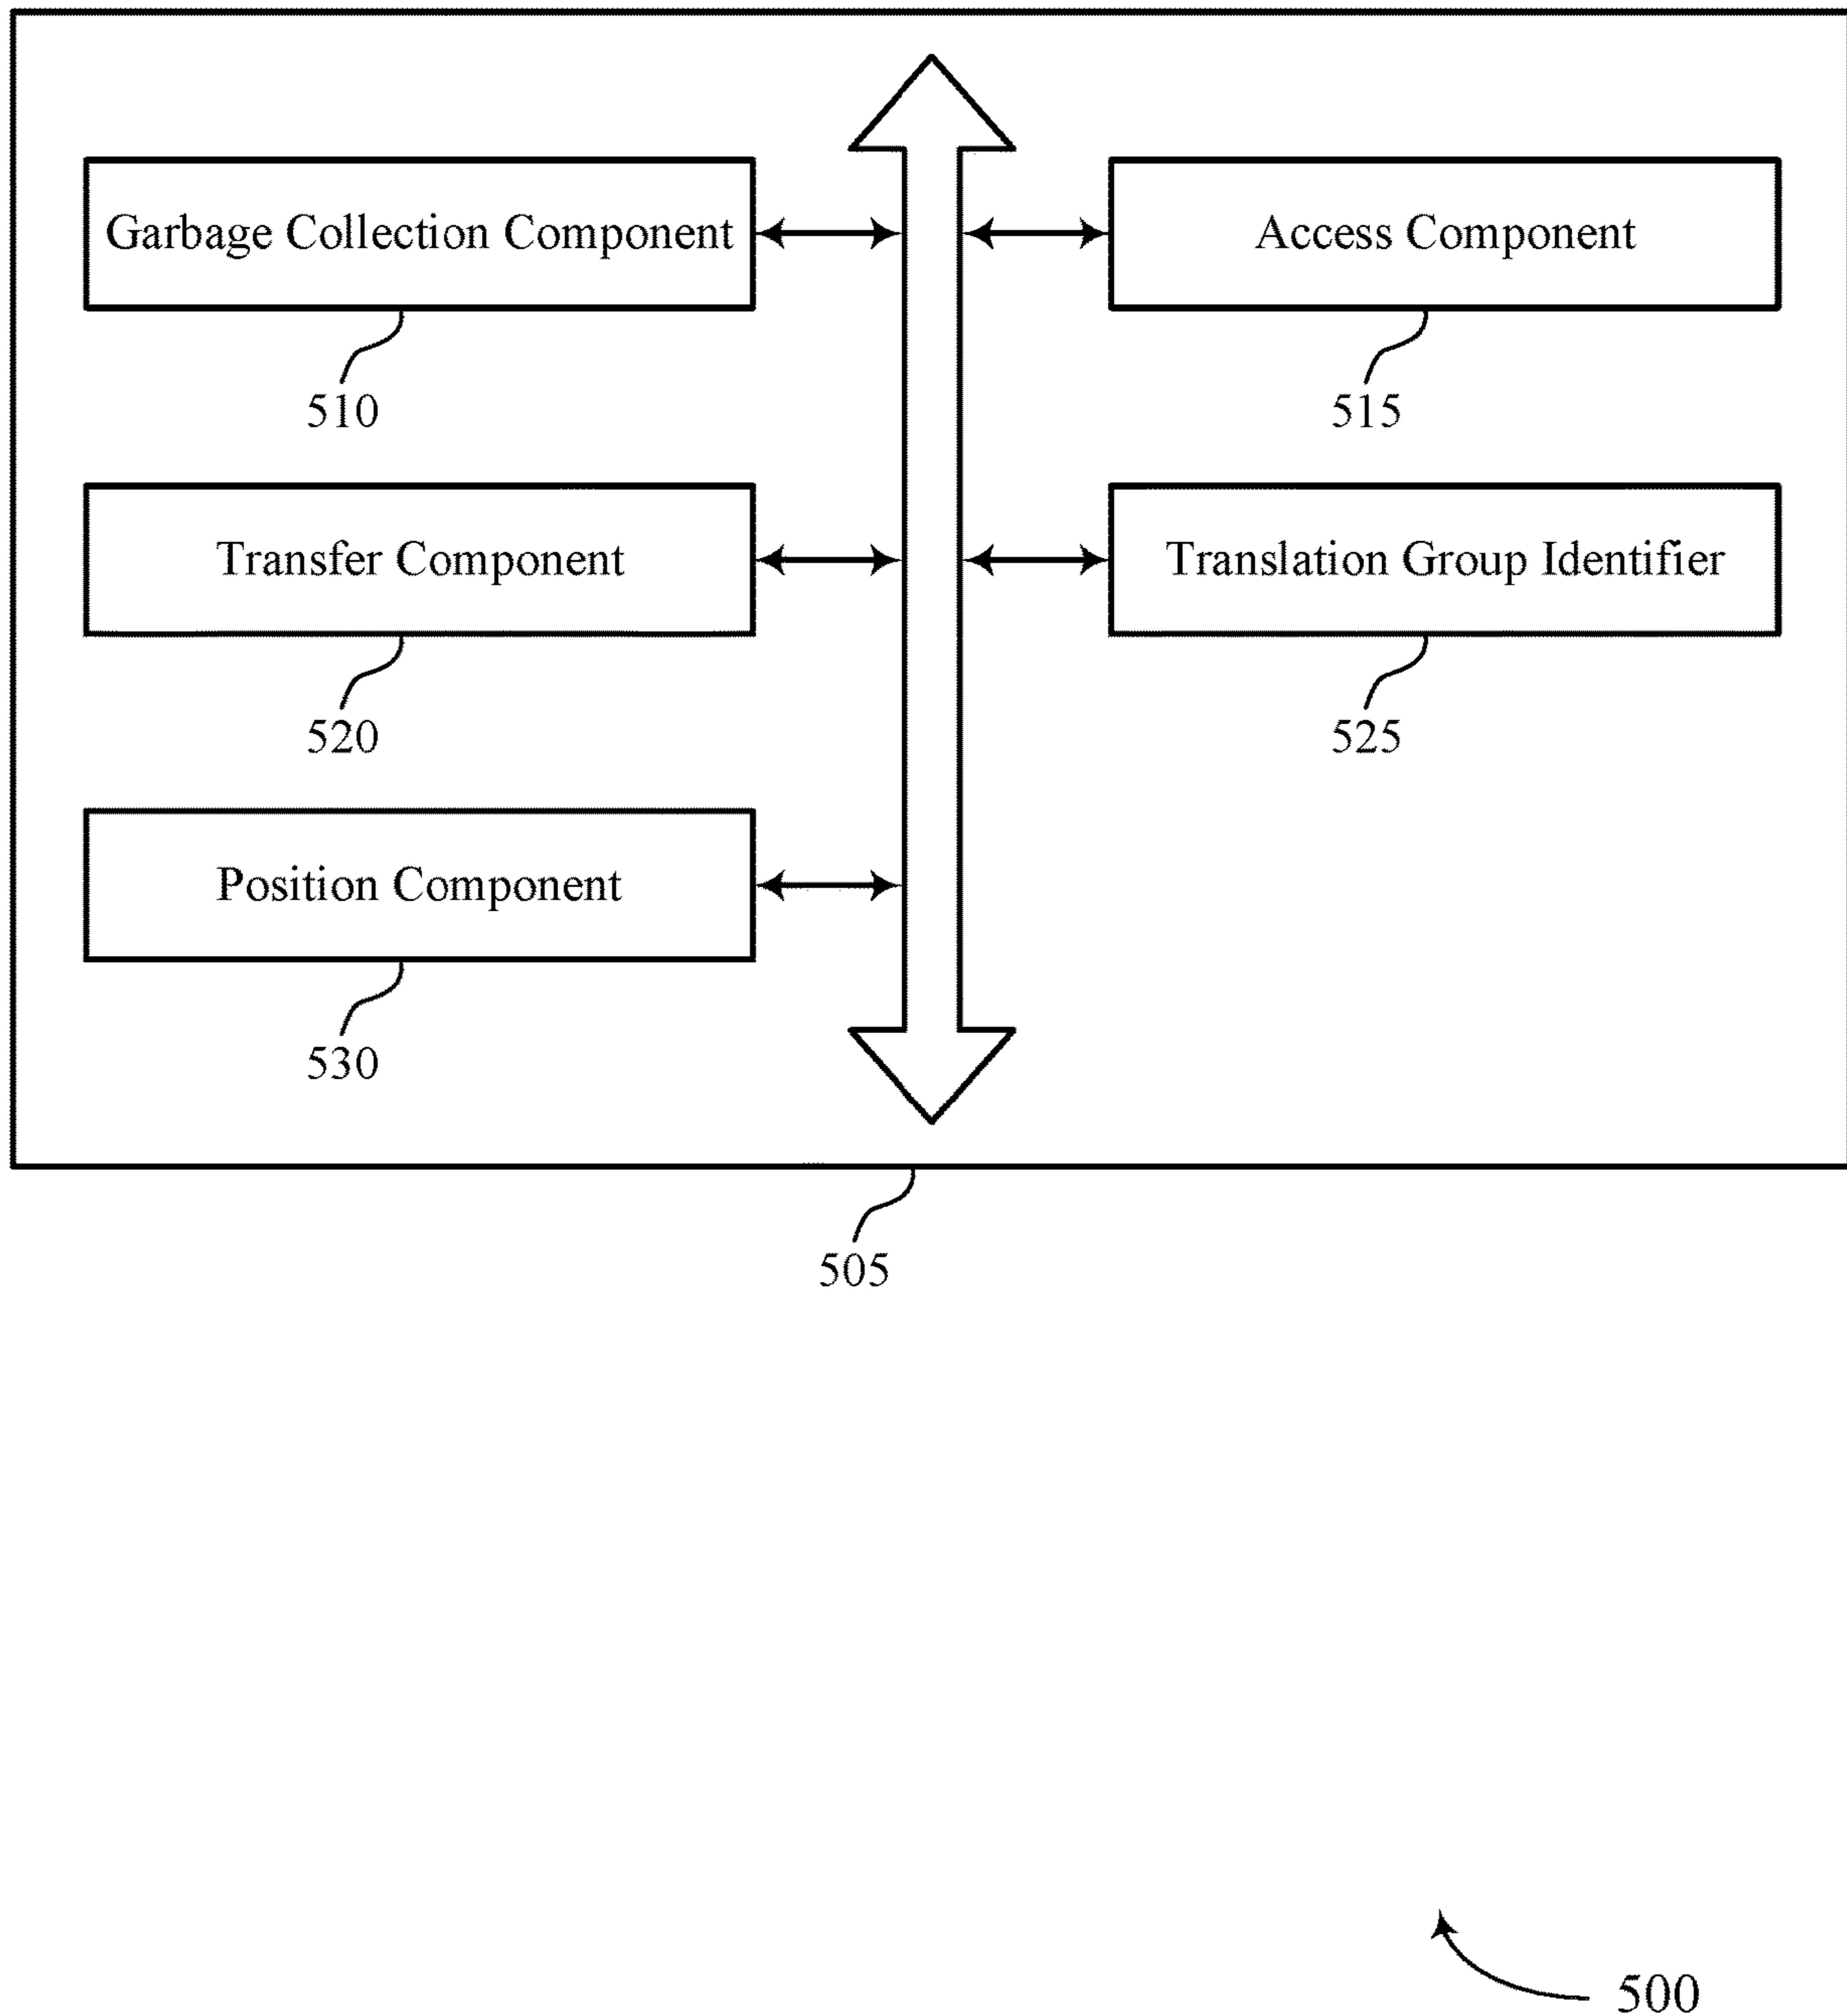 Garbage Collection Component
Access Component
510
515
Transfer Component
Translation Group Identifier
520
525
Position Component
530
505
500